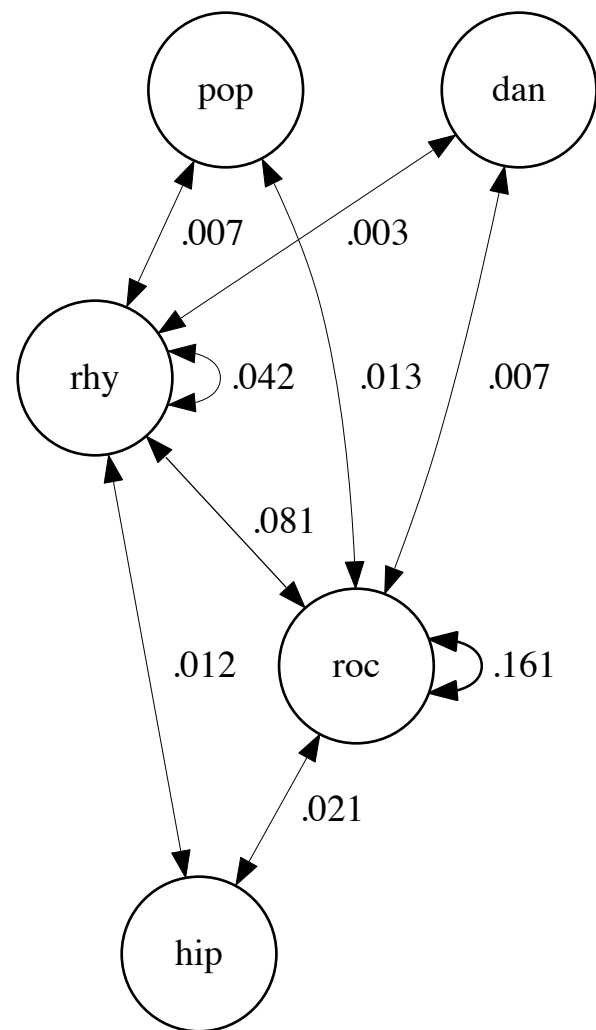 pop
dan
.007
.003
rhy
.042
.013
.007
.081
.012
roc
.161
.021
hip